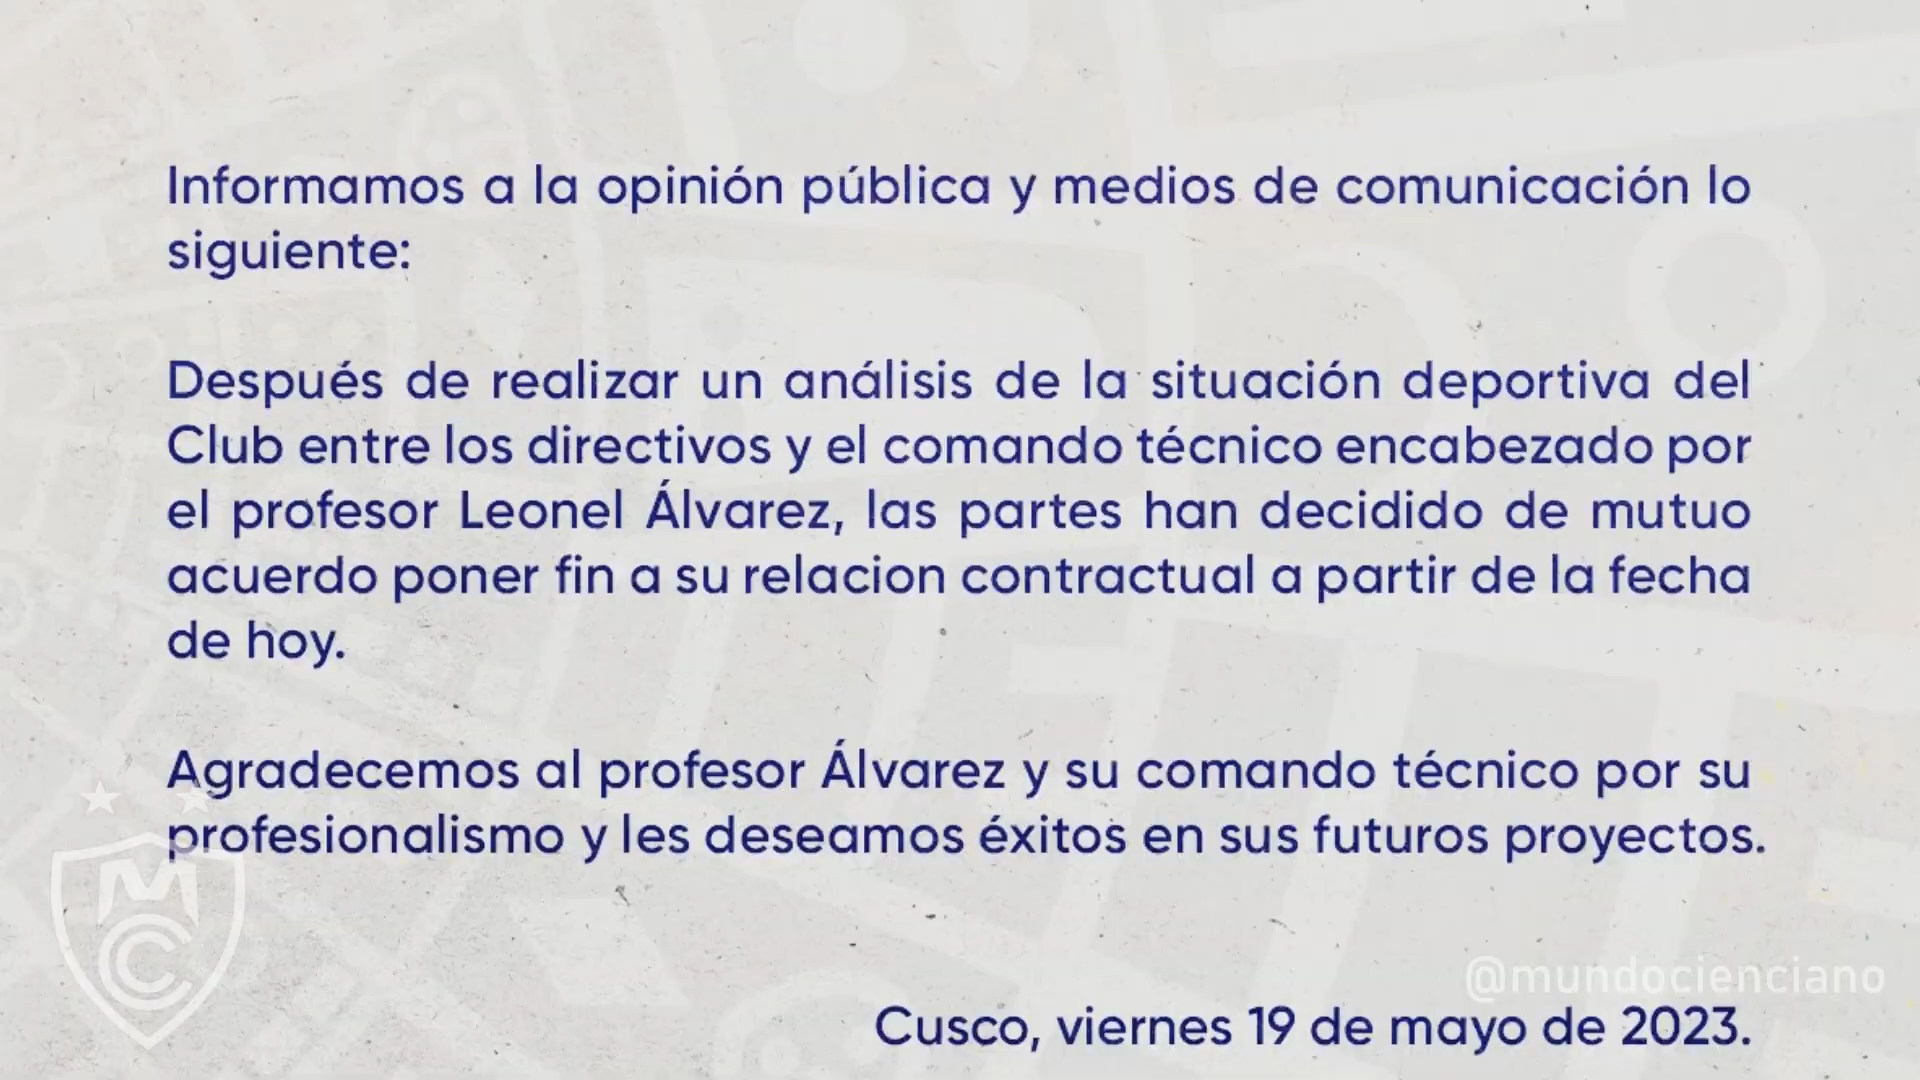 Informamos a la opinión pública y medios de comunicación lo
siguiente:
Después de realizar un análisis de la situación deportiva del
Club entre los directivos y el comando técnico encabezado por
el profesor Leonel Álvarez, las partes han decidido de mutuo
acuerdo poner fin a su relacion contractual a partir de la fecha
de hoy.
Agradecemos al profesor Álvarez y su comando técnico por su
profesionalismo y les deseamos éxitos en sus futuros proyectos.
MC
@mundocienciano
Cusco, viernes 19 de mayo de 2023.